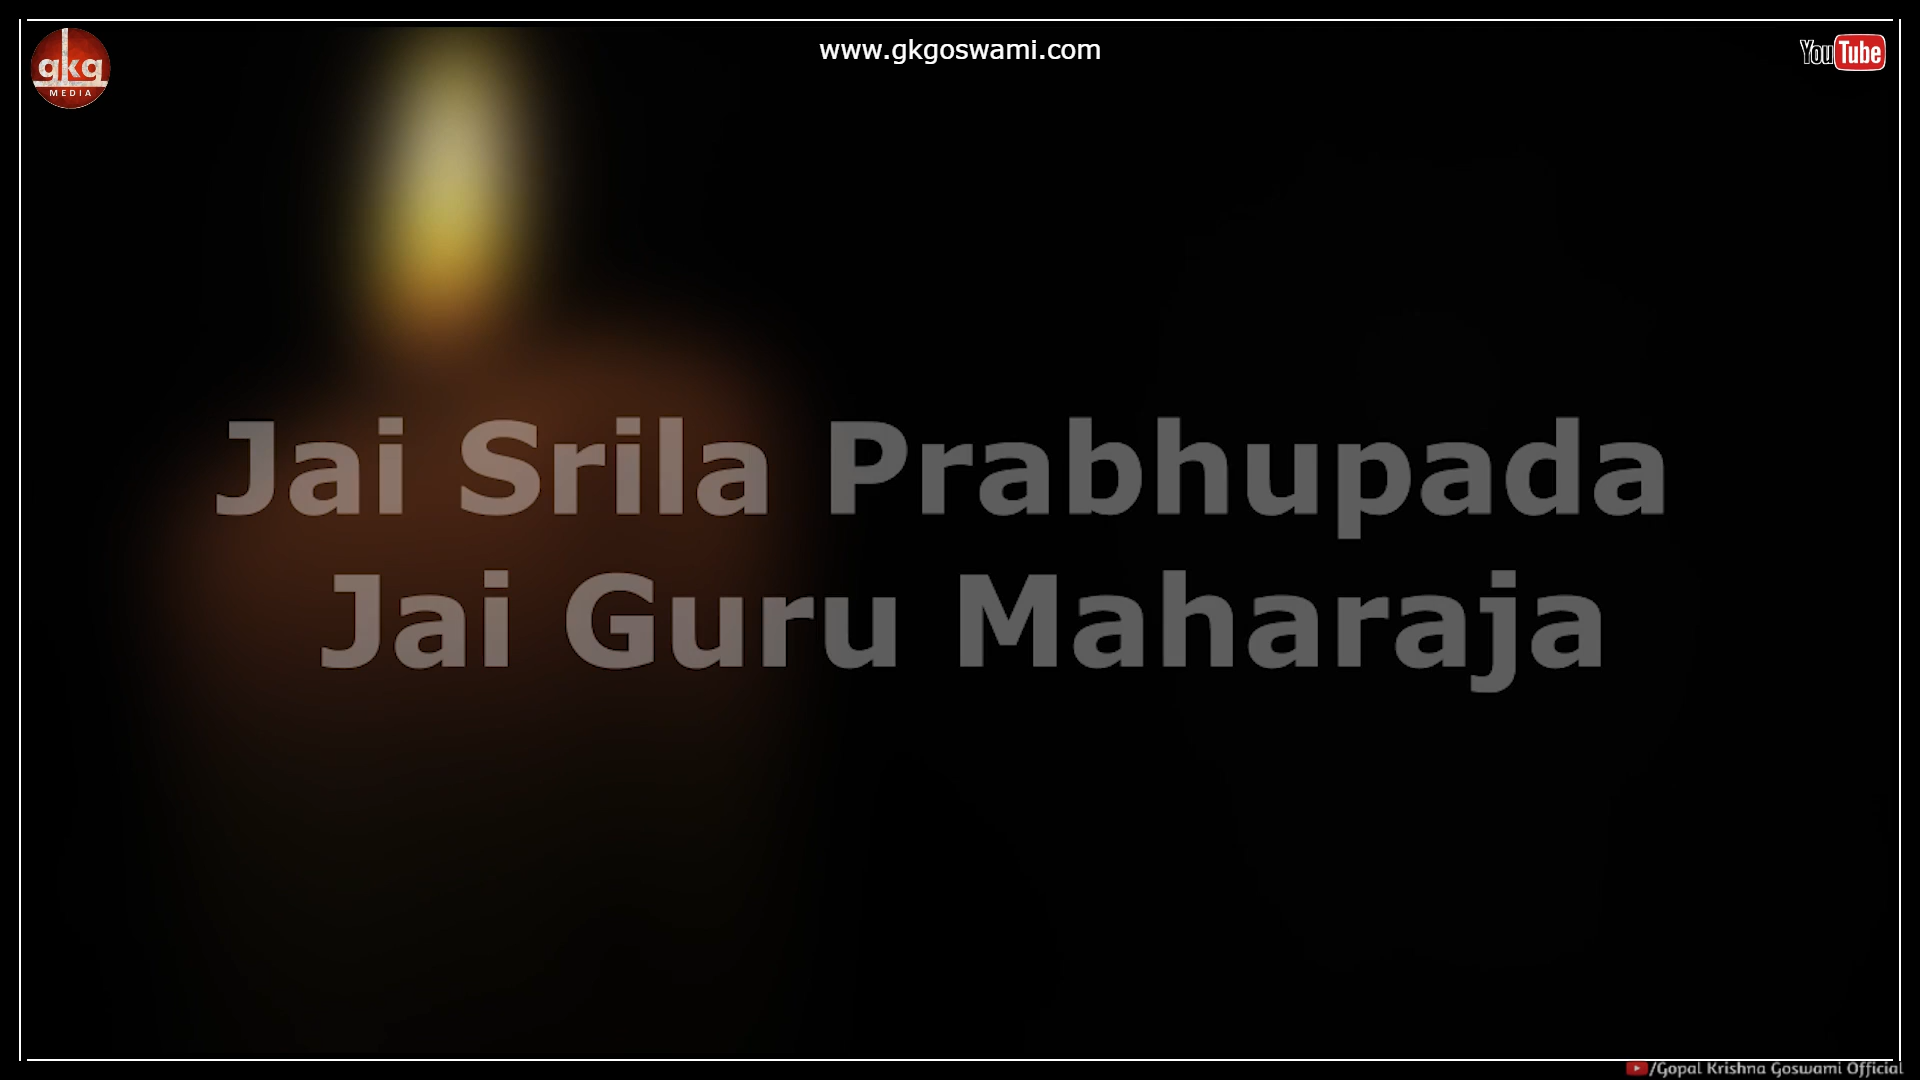 www.gkgoswami.com
gkg
MEDIA
YouTube
Jai Srila Prabhupada
Jai Guru Maharaja
/Gopal Krishna Goswami Official